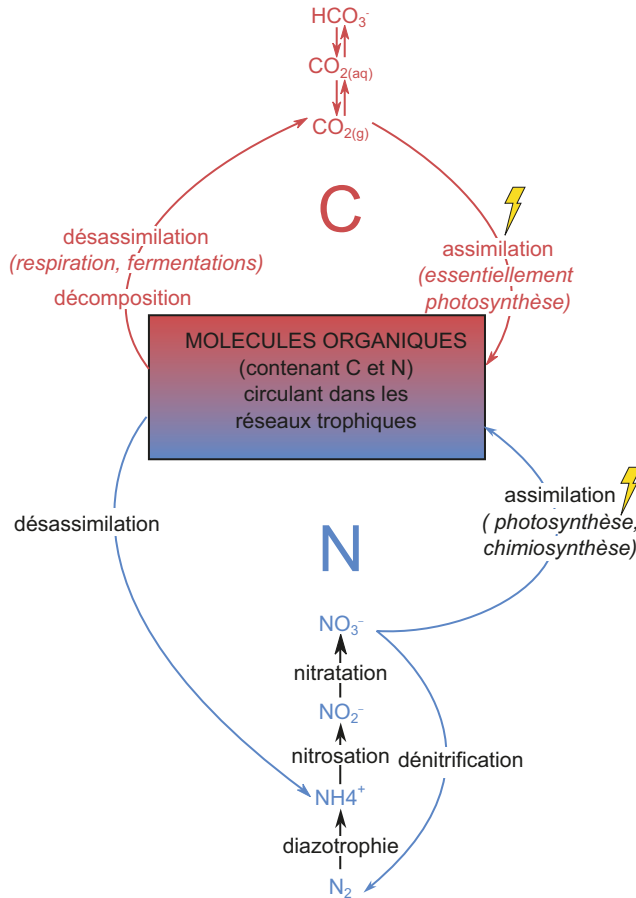 HCO₃⁻
CO₂(aq)
CO₂(g)
C
désassimilation
(respiration, fermentations)
décomposition
assimilation
(essentiellement
photosynthèse)
MOLECULES ORGANIQUES
(contenant C et N)
circulant dans les
réseaux trophiques
désassimilation
assimilation
( photosynthèse,
chimiosynthèse)
N
NO₃⁻
nitratation
NO₂⁻
nitrosation
dénitrification
NH4⁺
diazotrophie
N₂